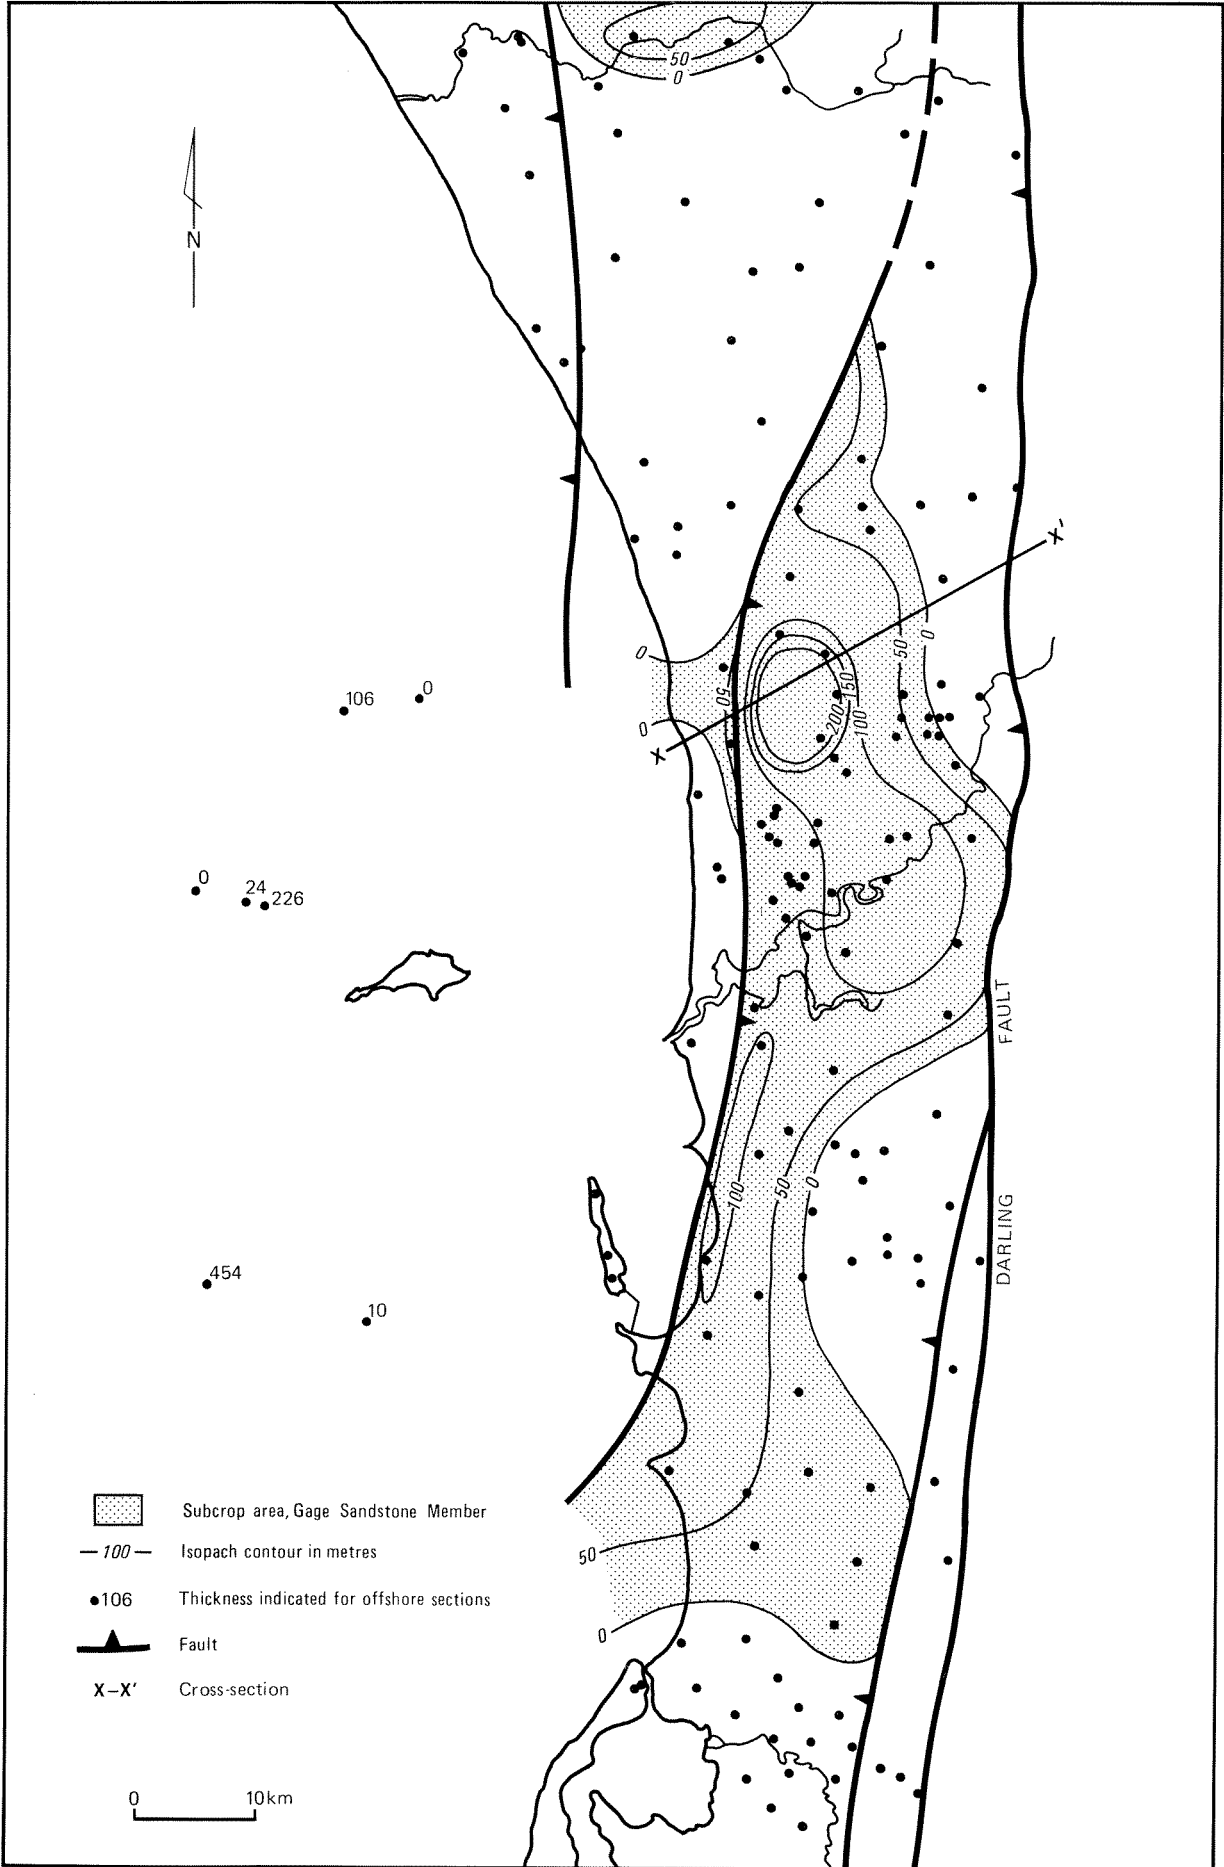 50
0
N
X'
0
50
0
106
0
50
150
200
100
0
X
0
24
226
FAULT
100
50
0
DARLING
454
10
Subcrop area, Gage Sandstone Member
—100— Isopach contour in metres
50
●106 Thickness indicated for offshore sections
Fault
0
X–X' Cross-section
0 10km